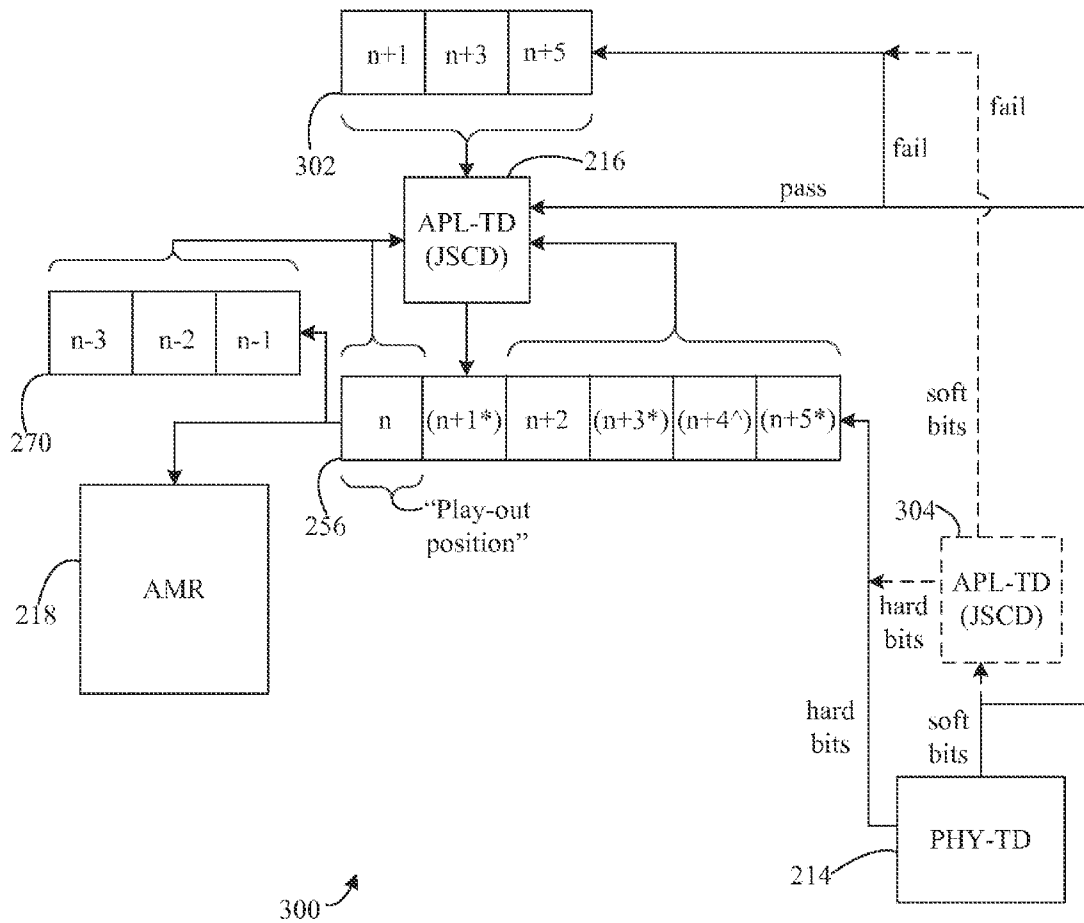 n+1 n+3 n+5
fail
302
216
fail
pass
APL-TD
(JSCD)
n-3 n-2 n-1
soft
bits
n (n+1*) n+2 (n+3*) (n+4^) (n+5*)
270
256
"Play-out
position"
304
AMR
APL-TD
(JSCD)
hard
bits
218
hard
bits
soft
bits
PHY-TD
214
300